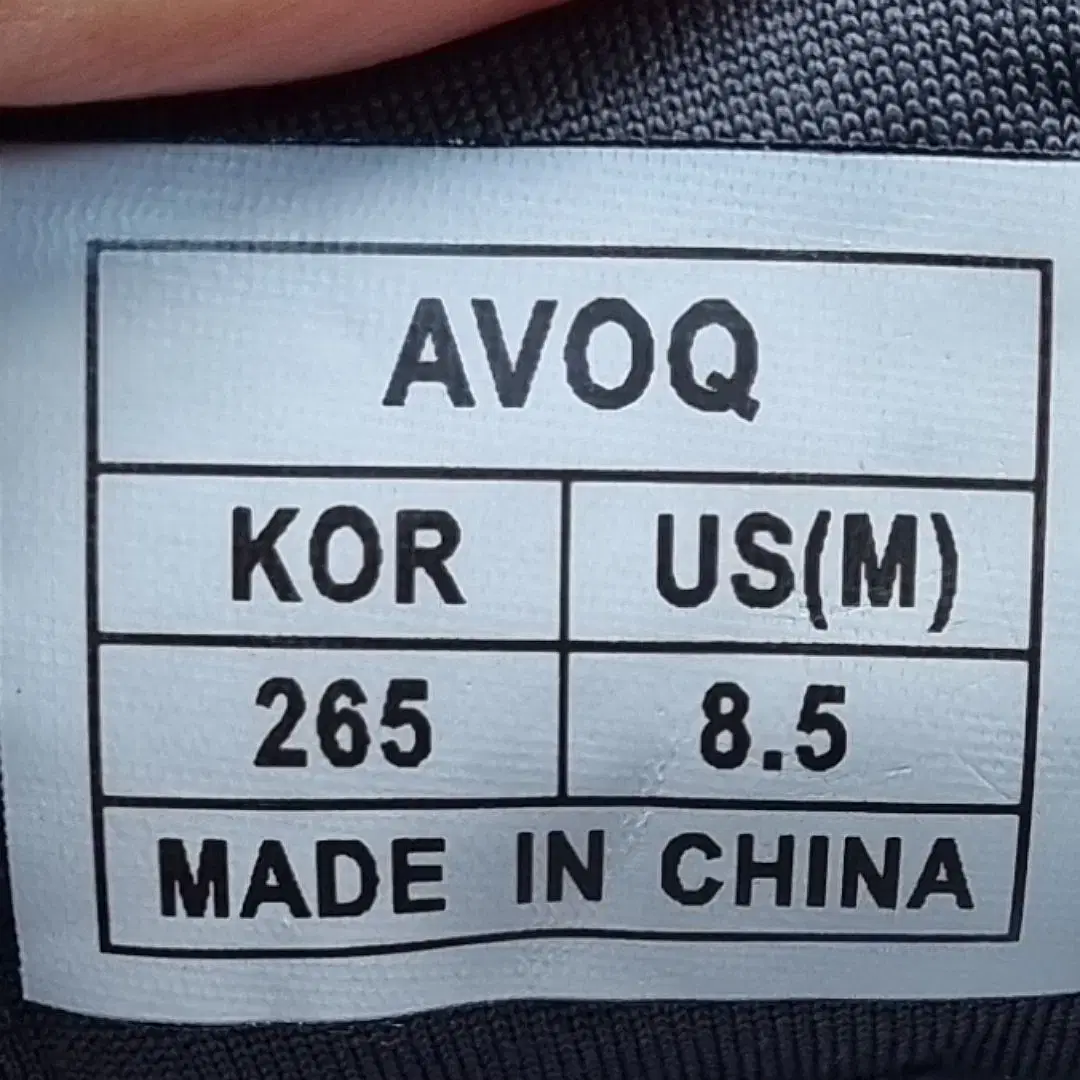 AVOQ
KOR US(M)
265 8.5
MADE IN CHINA